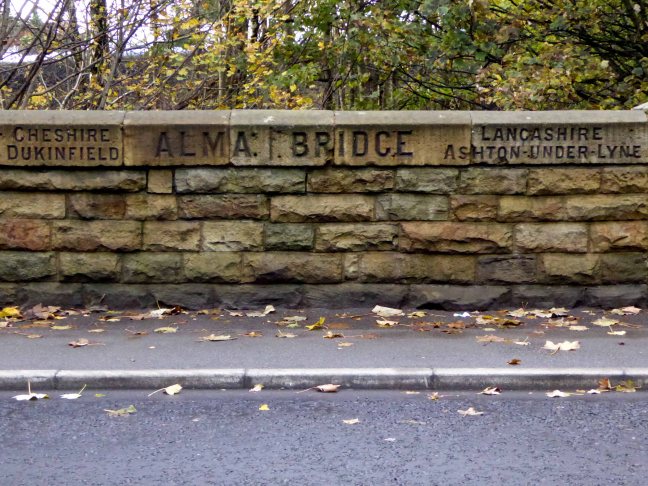 CHESHIRE
DUKINFIELD
ALMA BRIDGE
LANCASHIRE
ASHTON-UNDER-LYNE